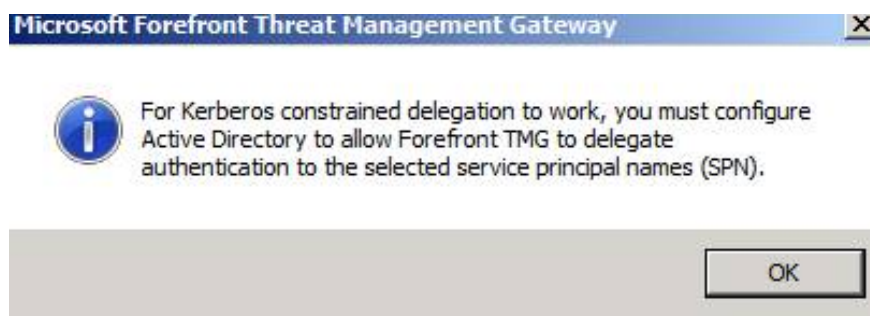 Microsoft Forefront Threat Management Gateway
For Kerberos constrained delegation to work, you must configure
Active Directory to allow Forefront TMG to delegate
authentication to the selected service principal names (SPN).
OK